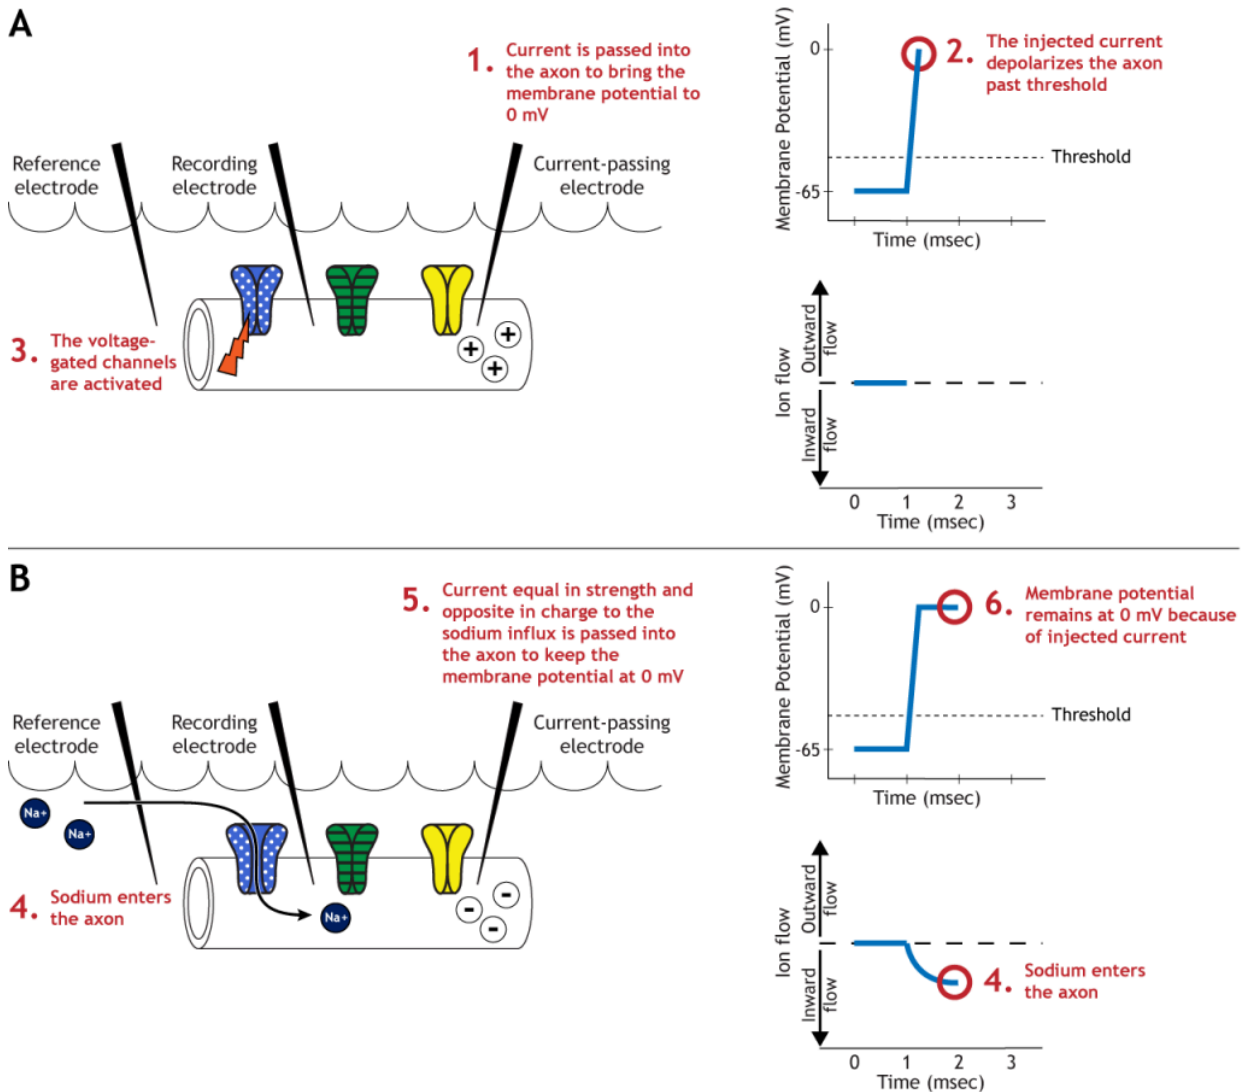 A
1. Current is passed into
the axon to bring the
membrane potential to
0 mV
Reference
electrode
Recording
electrode
Current-passing
electrode
3. The voltage-
gated channels
are activated
+
+
+
Membrane Potential (mV)
0
-65
2. The injected current
depolarizes the axon
past threshold
Threshold
Time (msec)
Ion flow
Outward
flow
Inward
flow
0 1 2 3
Time (msec)
B
5. Current equal in strength and
opposite in charge to the
sodium influx is passed into
the axon to keep the
membrane potential at 0 mV
Reference
electrode
Recording
electrode
Current-passing
electrode
Na+
Na+
4. Sodium enters
the axon
Na+
-
-
-
Membrane Potential (mV)
0
-65
6. Membrane potential
remains at 0 mV because
of injected current
Threshold
Time (msec)
Ion flow
Outward
flow
Inward
flow
4. Sodium enters
the axon
0 1 2 3
Time (msec)